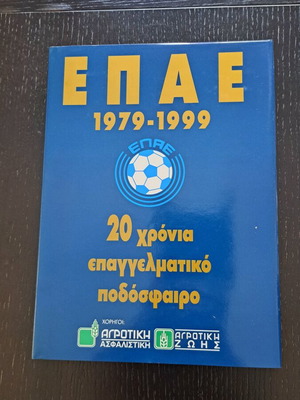 ΕΠΑΕ
1979-1999
ΕΠΑΕ
20 χρόνια
επαγγελματικό
ποδόσφαιρο
ΧΟΡΗΓΟΙ:
ΑΓΡΟΤΙΚΗ
ΑΣΦΑΛΙΣΤΙΚΗ
ΑΓΡΟΤΙΚΗ
ΖΩΗΣ